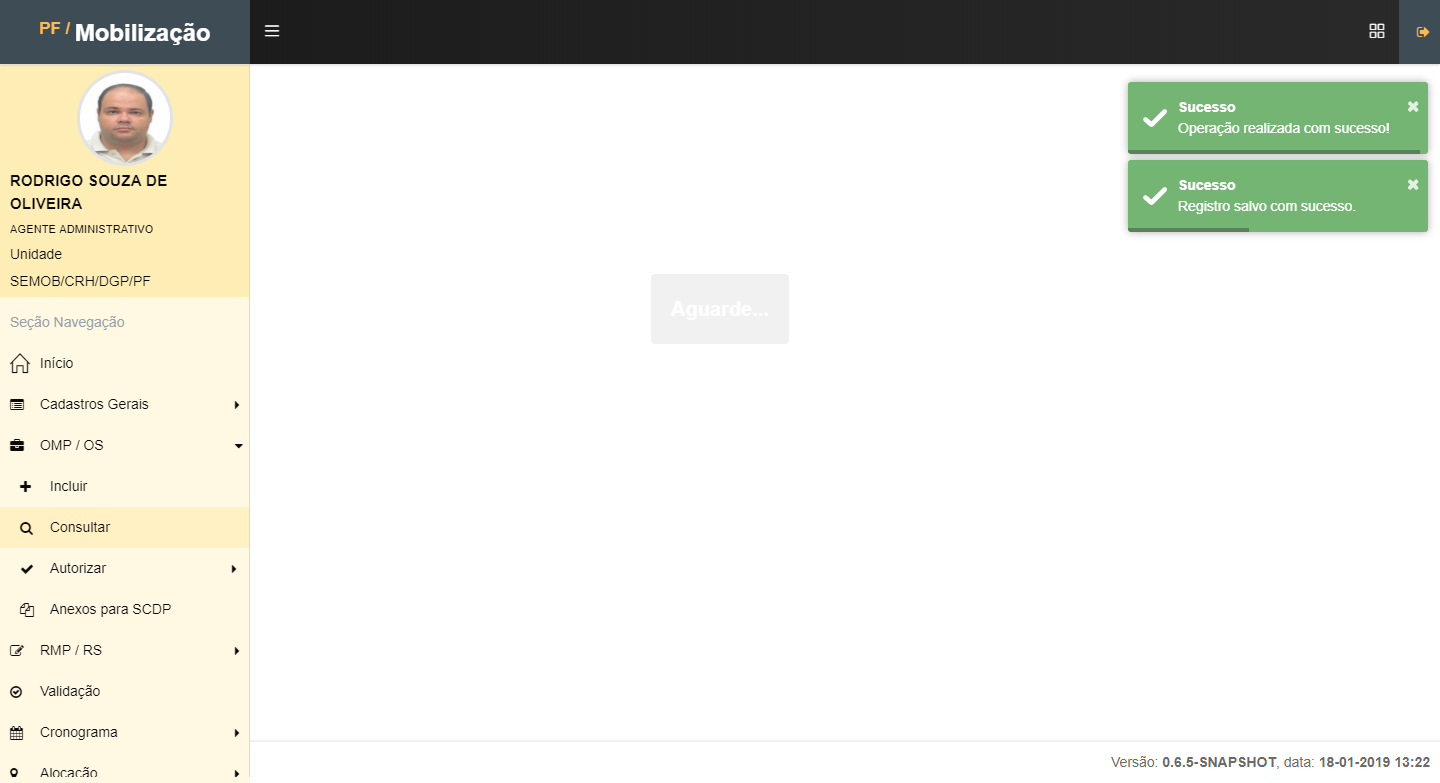 PF / Mobilização
RODRIGO SOUZA DE
OLIVEIRA
AGENTE ADMINISTRATIVO
Unidade
SEMOB/CRH/DGP/PF
Seção Navegação
Início
Cadastros Gerais
OMP / OS
Incluir
Consultar
Autorizar
Anexos para SCDP
RMP / RS
Validação
Cronograma
Alocação
Sucesso
Operação realizada com sucesso!
Sucesso
Registro salvo com sucesso.
Aguarde...
Versão: 0.6.5-SNAPSHOT, data: 18-01-2019 13:22